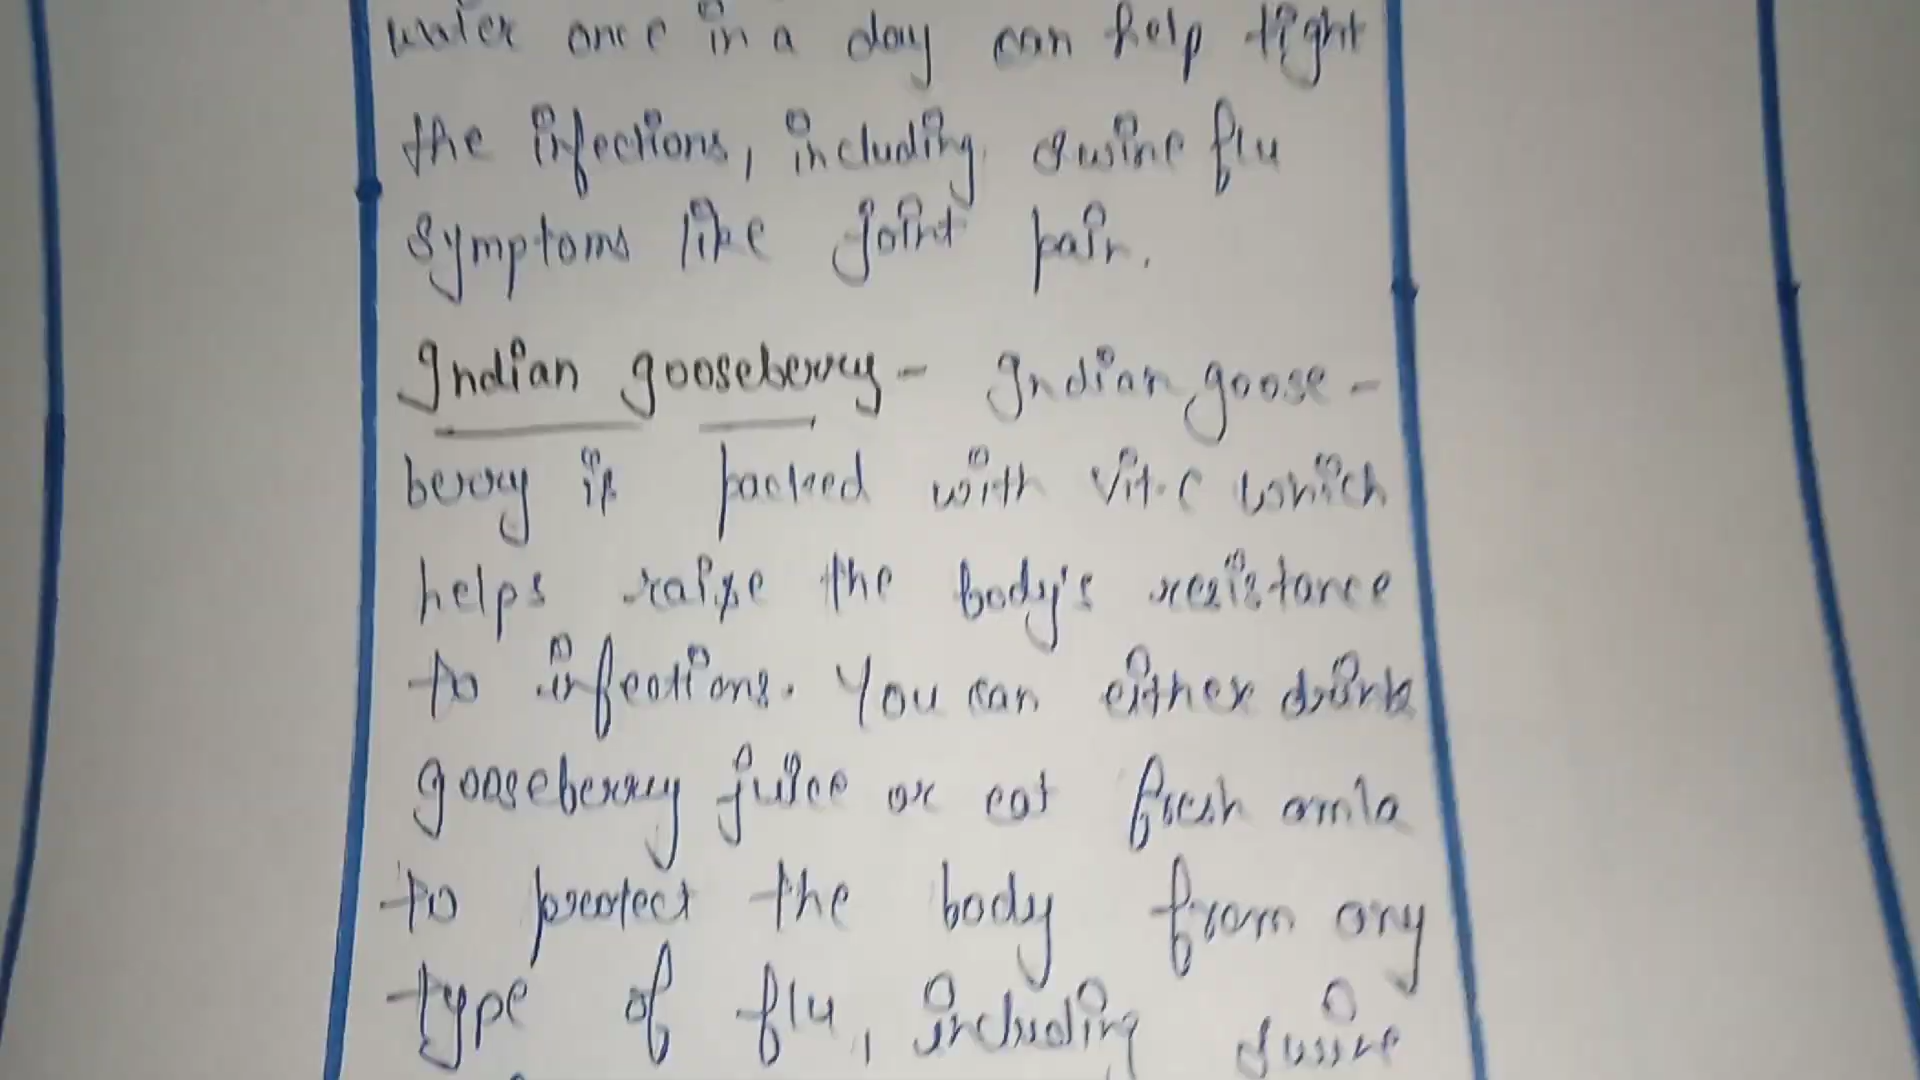 water once in a day can help fight
the infections, including swine flu
symptoms like joint pain.
Indian gooseberry - Indian goose -
berry is packed with vit.c which
helps raise the body's resistance
to infections. You can either drink
gooseberry juice or eat fresh amla
to protect the body from any
type of flu, including swine